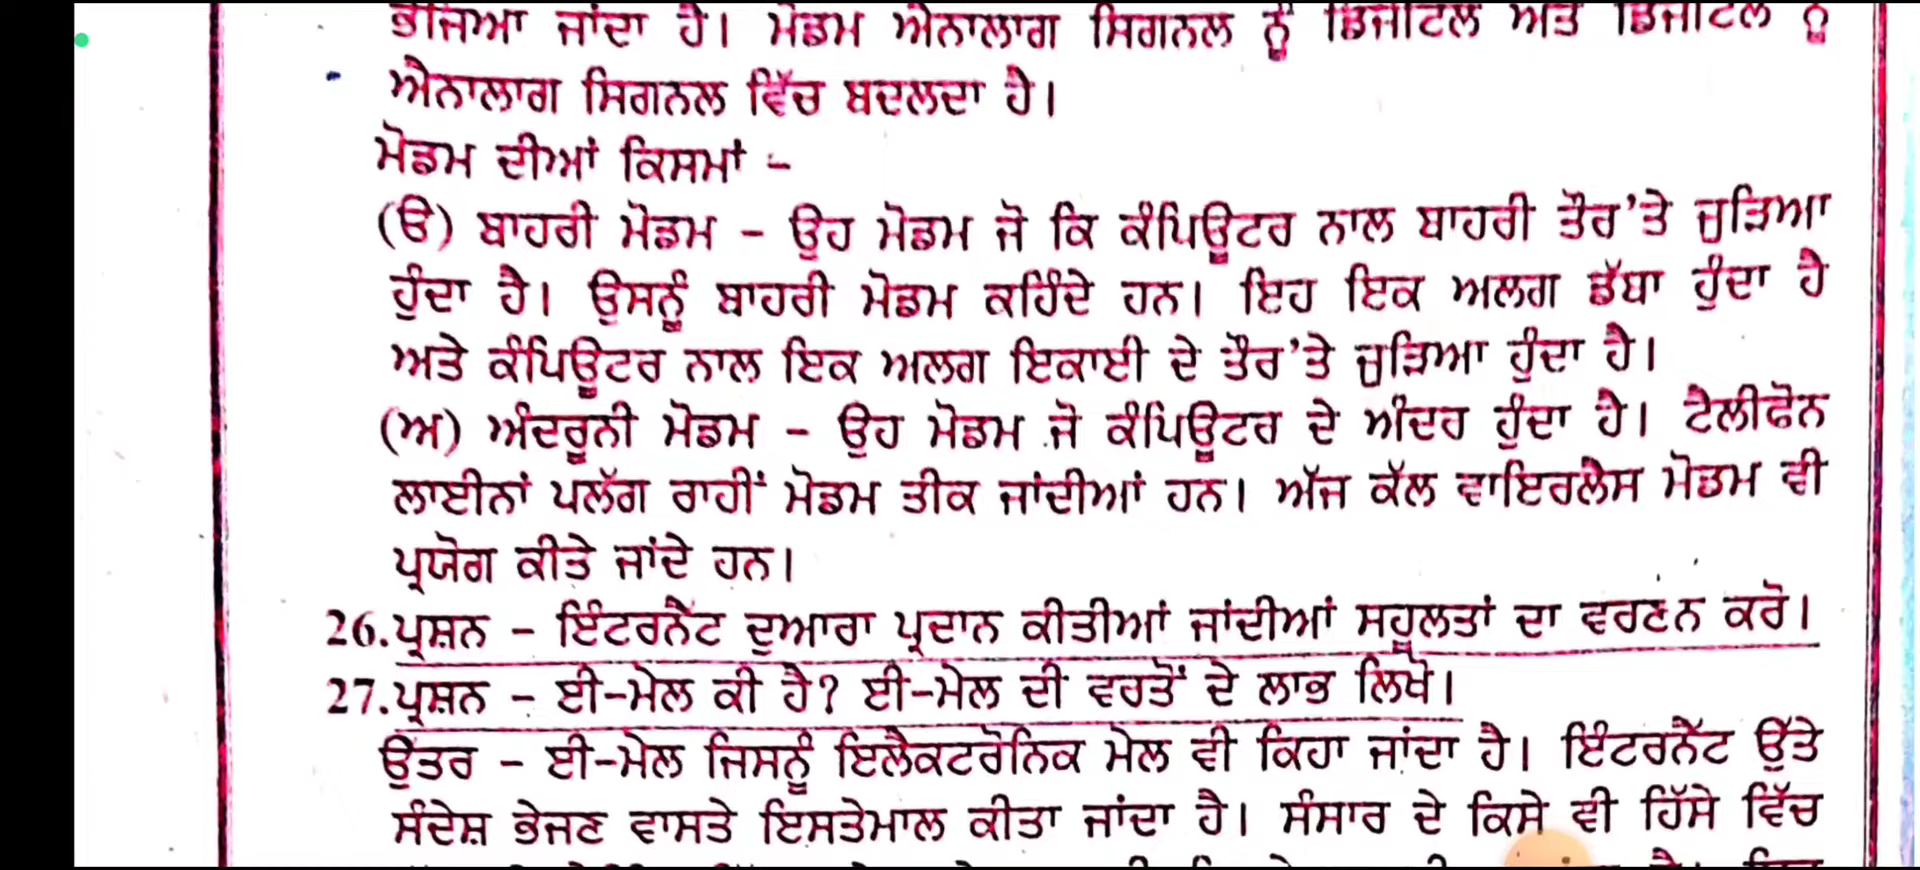 ਭੇਜਿਆ ਜਾਂਦਾ ਹੈ। ਮੋਡਮ ਐਨਾਲਾਗ ਸਿਗਨਲ ਨੂੰ ਡਿਜੀਟਲ ਅਤੇ ਡਿਜੀਟਲ ਨੂੰ
ਐਨਾਲਾਗ ਸਿਗਨਲ ਵਿੱਚ ਬਦਲਦਾ ਹੈ।
ਮੋਡਮ ਦੀਆਂ ਕਿਸਮਾਂ -
(ੳ) ਬਾਹਰੀ ਮੋਡਮ - ਉਹ ਮੋਡਮ ਜੋ ਕਿ ਕੰਪਿਊਟਰ ਨਾਲ ਬਾਹਰੀ ਤੌਰ'ਤੇ ਜੁੜਿਆ
ਹੁੰਦਾ ਹੈ। ਉਸਨੂੰ ਬਾਹਰੀ ਮੋਡਮ ਕਹਿੰਦੇ ਹਨ। ਇਹ ਇਕ ਅਲਗ ਡੱਬਾ ਹੁੰਦਾ ਹੈ
ਅਤੇ ਕੰਪਿਊਟਰ ਨਾਲ ਇਕ ਅਲਗ ਇਕਾਈ ਦੇ ਤੌਰ'ਤੇ ਜੁੜਿਆ ਹੁੰਦਾ ਹੈ।
(ਅ) ਅੰਦਰੂਨੀ ਮੋਡਮ - ਉਹ ਮੋਡਮ ਜੋ ਕੰਪਿਊਟਰ ਦੇ ਅੰਦਰ ਹੁੰਦਾ ਹੈ। ਟੈਲੀਫੋਨ
ਲਾਈਨਾਂ ਪਲੱਗ ਰਾਹੀਂ ਮੋਡਮ ਤੀਕ ਜਾਂਦੀਆਂ ਹਨ। ਅੱਜ ਕੱਲ ਵਾਇਰਲੈਸ ਮੋਡਮ ਵੀ
ਪ੍ਰਯੋਗ ਕੀਤੇ ਜਾਂਦੇ ਹਨ।
26. ਪ੍ਰਸ਼ਨ - ਇੰਟਰਨੈੱਟ ਦੁਆਰਾ ਪ੍ਰਦਾਨ ਕੀਤੀਆਂ ਜਾਂਦੀਆਂ ਸਹੂਲਤਾਂ ਦਾ ਵਰਣਨ ਕਰੋ।
27. ਪ੍ਰਸ਼ਨ - ਈ-ਮੇਲ ਕੀ ਹੈ? ਈ-ਮੇਲ ਦੀ ਵਰਤੋਂ ਦੇ ਲਾਭ ਲਿਖੋ।
ਉੱਤਰ - ਈ-ਮੇਲ ਜਿਸਨੂੰ ਇਲੈਕਟਰੋਨਿਕ ਮੇਲ ਵੀ ਕਿਹਾ ਜਾਂਦਾ ਹੈ। ਇੰਟਰਨੈੱਟ ਉੱਤੇ
ਸੰਦੇਸ਼ ਭੇਜਣ ਵਾਸਤੇ ਇਸਤੇਮਾਲ ਕੀਤਾ ਜਾਂਦਾ ਹੈ। ਸੰਸਾਰ ਦੇ ਕਿਸੇ ਵੀ ਹਿੱਸੇ ਵਿੱਚ